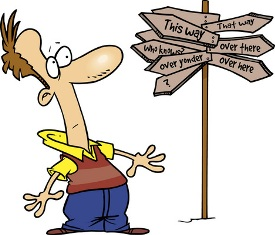 That way
This way
Who knows?
over there
over yonder
over here
?